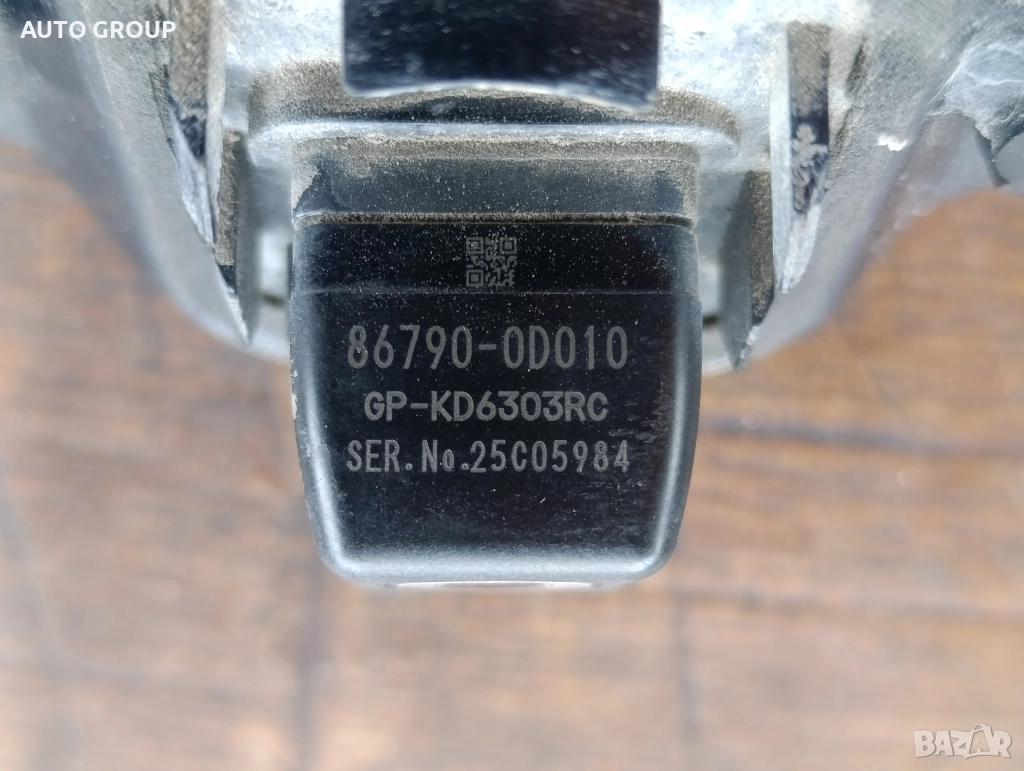 AUTO GROUP
86790-0D010
GP-KD6303RC
SER.No.25C05984
BAZAR